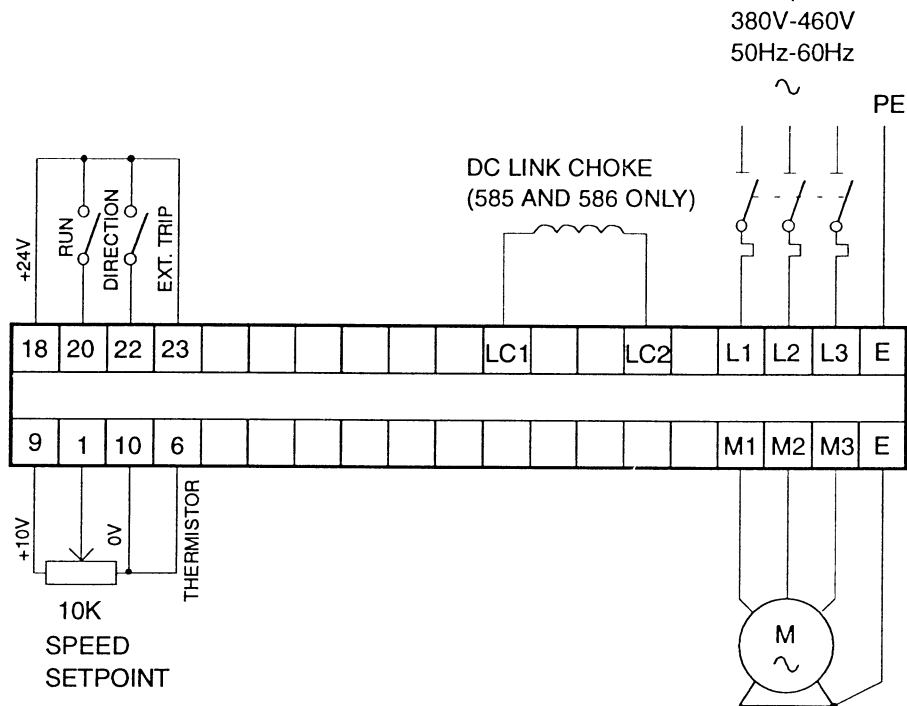 380V-460V
50Hz-60Hz
PE
DC LINK CHOKE
(585 AND 586 ONLY)
+24V
RUN
DIRECTION
EXT. TRIP
18 20 22 23 LC1 LC2 L1 L2 L3 E
9 1 10 6 M1 M2 M3 E
+10V
0V
THERMISTOR
10K
SPEED
SETPOINT
M